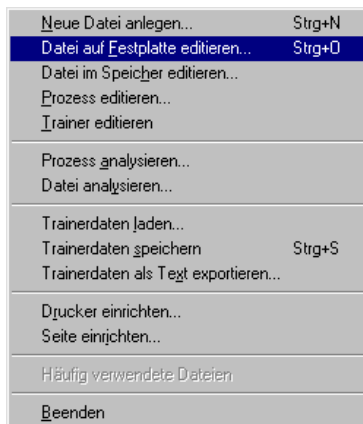 Neue Datei anlegen... Strg+N
Datei auf Festplatte editieren... Strg+O
Datei im Speicher editieren...
Prozess editieren...
Trainer editieren
Prozess analysieren...
Datei analysieren...
Trainerdaten laden...
Trainerdaten speichern Strg+S
Trainerdaten als Text exportieren...
Drucker einrichten...
Seite einrichten...
Häufig verwendete Dateien
Beenden